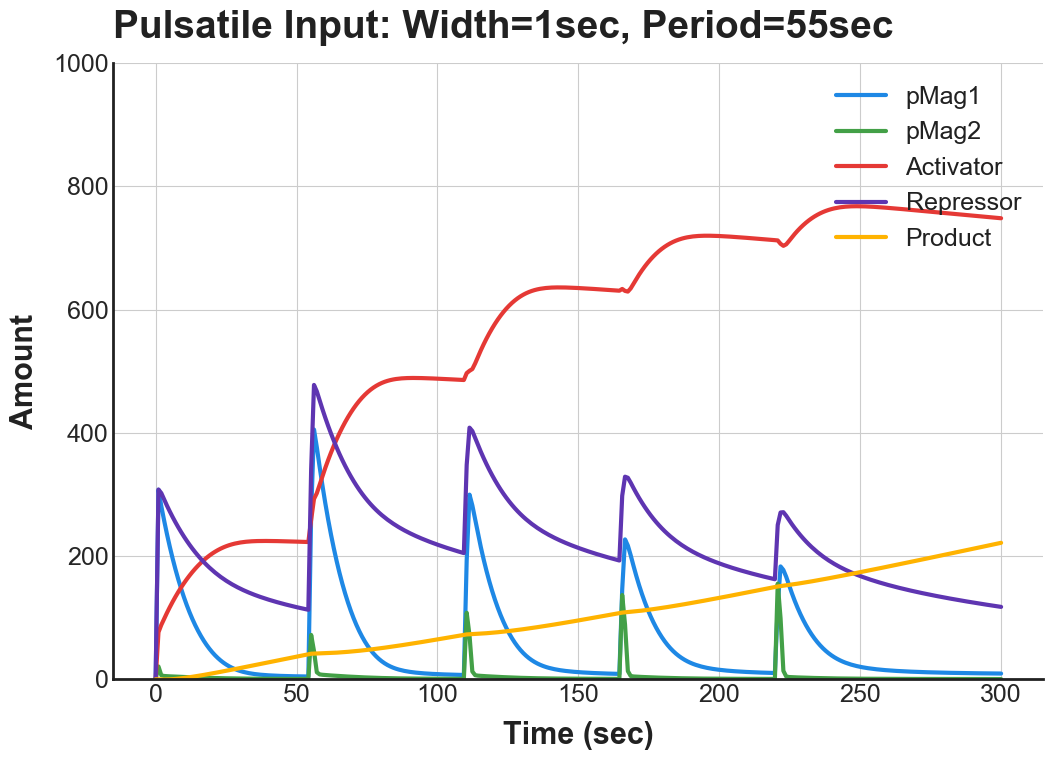 Pulsatile Input: Width=1sec, Period=55sec
1000
800
600
400
200
0
Amount
pMag1
pMag2
Activator
Repressor
Product
0 50 100 150 200 250 300
Time (sec)